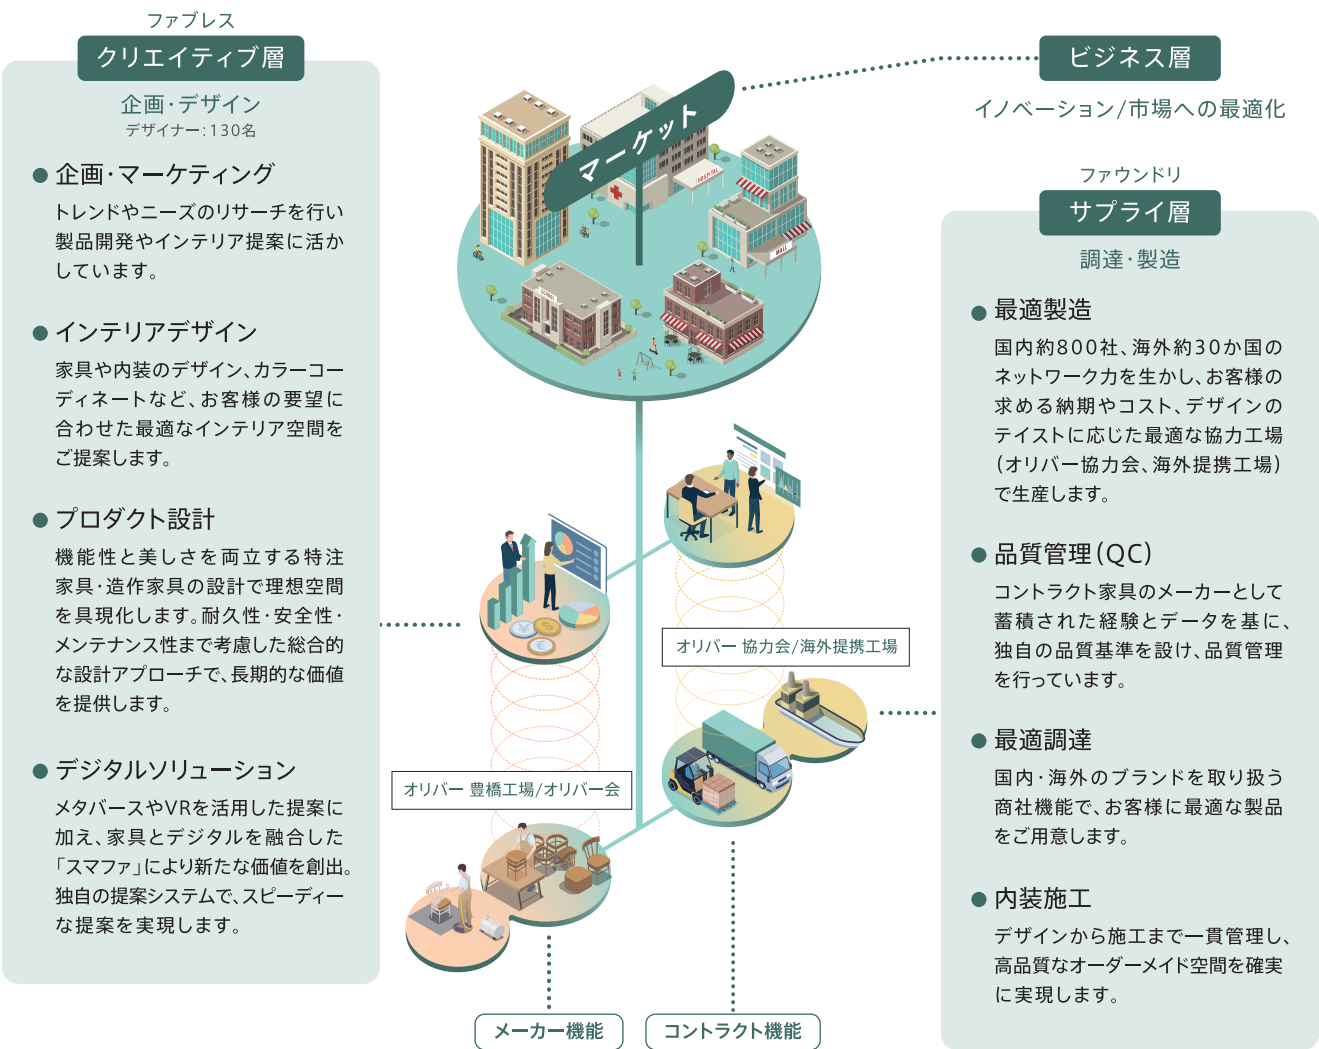 ファブレス
クリエイティブ層
企画・デザイン
デザイナー：130名
企画・マーケティング
トレンドやニーズのリサーチを行い
製品開発やインテリア提案に活か
しています。
インテリアデザイン
家具や内装のデザイン、カラーコー
ディネートなど、お客様の要望に
合わせた最適なインテリア空間を
ご提案します。
プロダクト設計
機能性と美しさを両立する特注
家具・造作家具の設計で理想空間
を具現化します。耐久性・安全性・
メンテナンス性まで考慮した総合的
な設計アプローチで、長期的な価値
を提供します。
デジタルソリューション
メタバースやVRを活用した提案に
加え、家具とデジタルを融合した
「スマファ」により新たな価値を創出。
独自の提案システムで、スピーディー
な提案を実現します。
マーケット
HOSPITAL
MALL
オリバー 協力会/海外提携工場
オリバー 豊橋工場/オリバー会
メーカー機能
コントラクト機能
ビジネス層
イノベーション/市場への最適化
ファウンドリ
サプライ層
調達・製造
最適製造
国内約800社、海外約30か国の
ネットワーク力を生かし、お客様の
求める納期やコスト、デザインの
テイストに応じた最適な協力工場
(オリバー協力会、海外提携工場)
で生産します。
品質管理(QC)
コントラクト家具のメーカーとして
蓄積された経験とデータを基に、
独自の品質基準を設け、品質管理
を行っています。
最適調達
国内・海外のブランドを取り扱う
商社機能で、お客様に最適な製品
をご用意します。
内装施工
デザインから施工まで一貫管理し、
高品質なオーダーメイド空間を確実
に実現します。